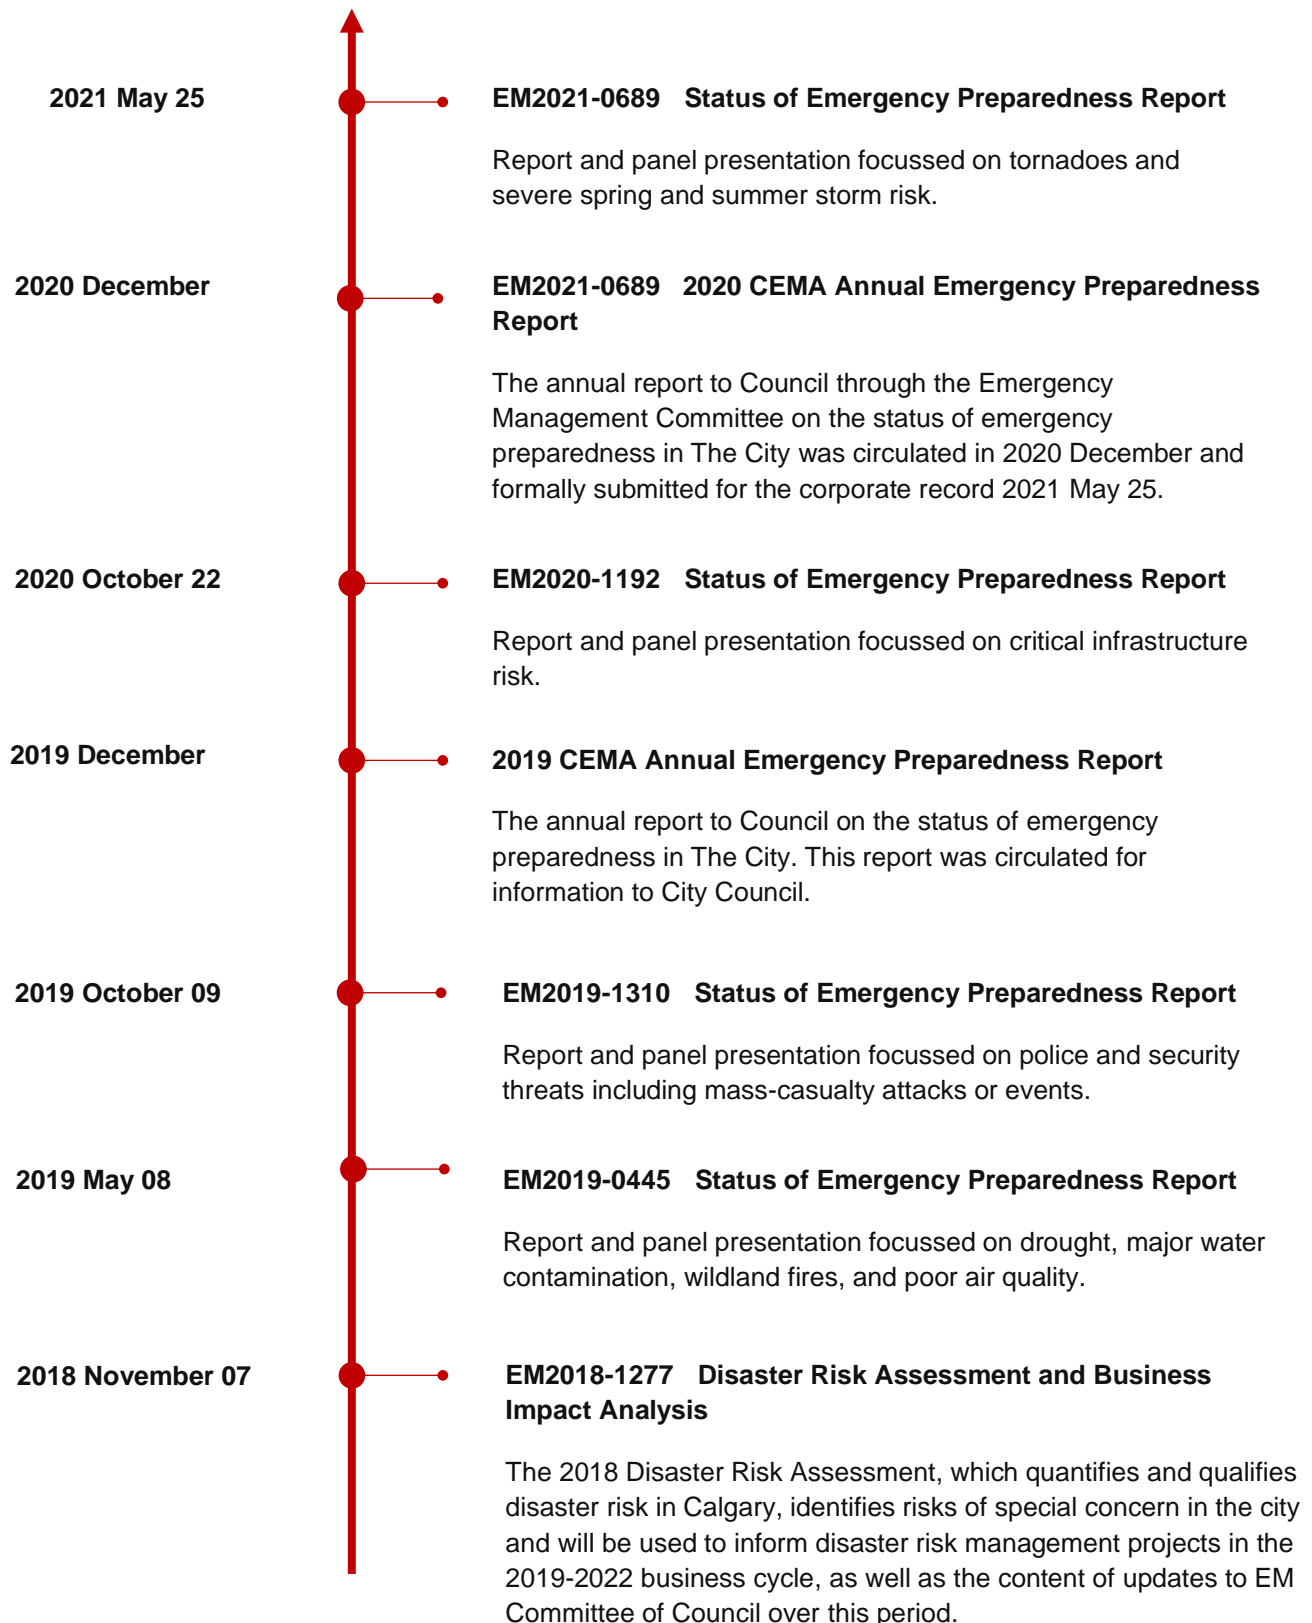 2021 May 25
EM2021-0689 Status of Emergency Preparedness Report
Report and panel presentation focussed on tornadoes and
severe spring and summer storm risk.
2020 December
EM2021-0689 2020 CEMA Annual Emergency Preparedness
Report
The annual report to Council through the Emergency
Management Committee on the status of emergency
preparedness in The City was circulated in 2020 December and
formally submitted for the corporate record 2021 May 25.
2020 October 22
EM2020-1192 Status of Emergency Preparedness Report
Report and panel presentation focussed on critical infrastructure
risk.
2019 December
2019 CEMA Annual Emergency Preparedness Report
The annual report to Council on the status of emergency
preparedness in The City. This report was circulated for
information to City Council.
2019 October 09
EM2019-1310 Status of Emergency Preparedness Report
Report and panel presentation focussed on police and security
threats including mass-casualty attacks or events.
2019 May 08
EM2019-0445 Status of Emergency Preparedness Report
Report and panel presentation focussed on drought, major water
contamination, wildland fires, and poor air quality.
2018 November 07
EM2018-1277 Disaster Risk Assessment and Business
Impact Analysis
The 2018 Disaster Risk Assessment, which quantifies and qualifies
disaster risk in Calgary, identifies risks of special concern in the city
and will be used to inform disaster risk management projects in the
2019-2022 business cycle, as well as the content of updates to EM
Committee of Council over this period.